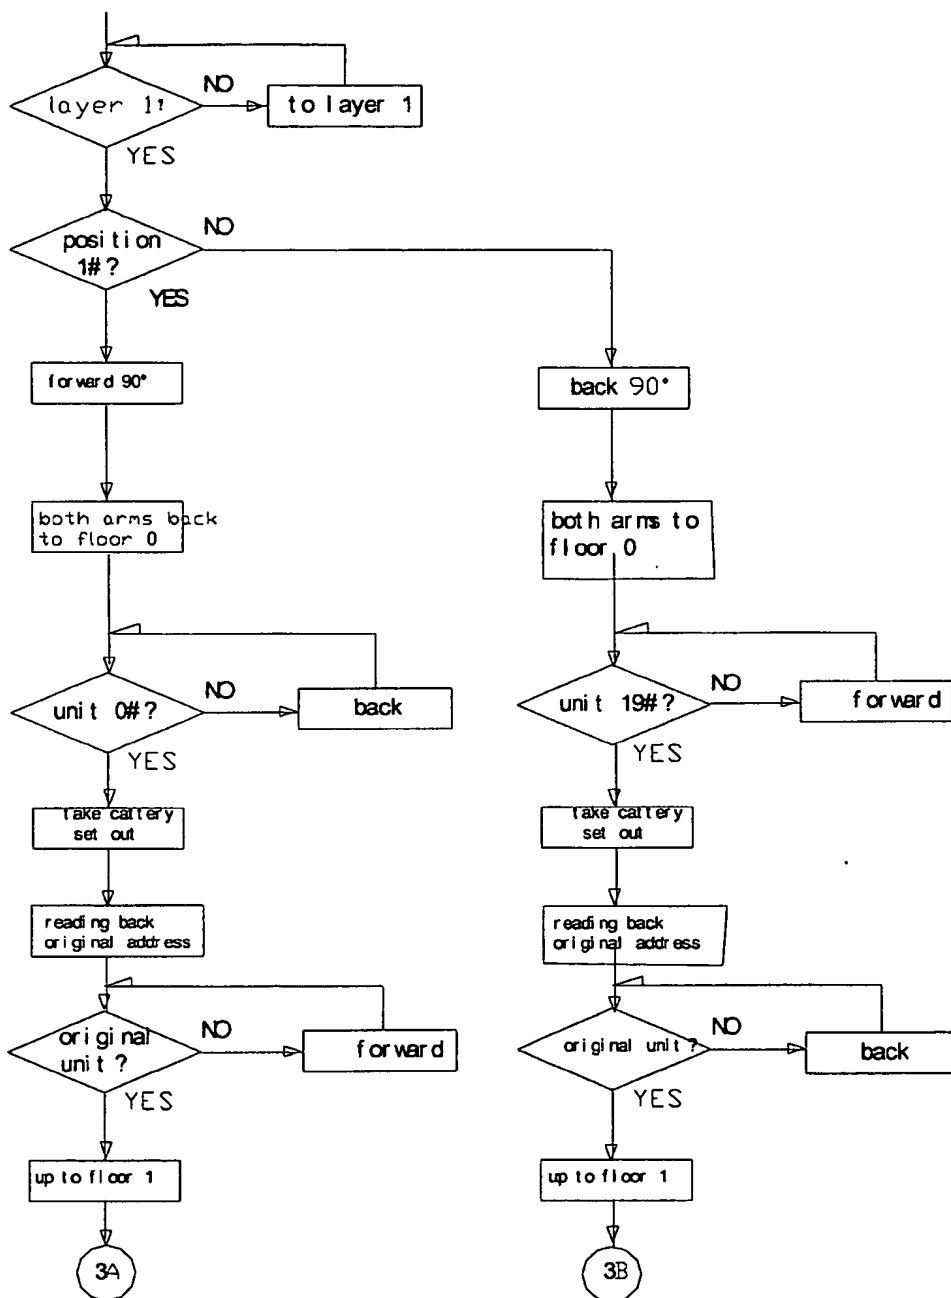 layer 1?
NO
to layer 1
YES
position
1#?
NO
YES
forward 90°
back 90°
both arms back
to floor 0
both arms to
floor 0
unit 0#?
NO
back
YES
unit 19#?
NO
forward
YES
take cattery
set out
take cattery
set out
reading back
original address
reading back
original address
original
unit?
NO
forward
YES
original unit?
NO
back
YES
up to floor 1
up to floor 1
3A
3B